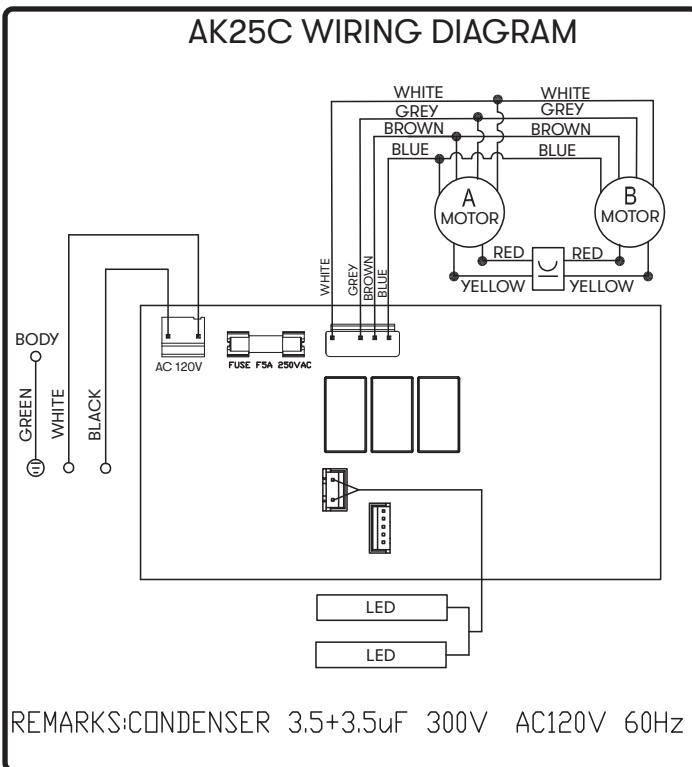 AK25C WIRING DIAGRAM
WHITE WHITE
GREY GREY
BROWN BROWN
BLUE BLUE
A
MOTOR
B
MOTOR
RED RED
YELLOW YELLOW
WHITE
GREY
BROWN
BLUE
BODY
GREEN
WHITE
BLACK
AC 120V
FUSE F5A 250VAC
LED
LED
REMARKS:CONDENSER 3.5+3.5uF 300V AC120V 60Hz